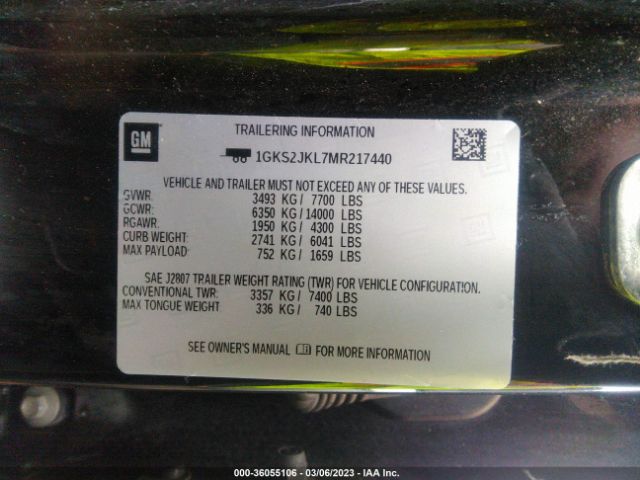 GM
TRAILERING INFORMATION
1GKS2JKL7MR217440
VEHICLE AND TRAILER MUST NOT EXCEED ANY OF THESE VALUES.
GVWR: 3493 KG/ 7700 LBS
GCWR: 6350 KG/ 14000 LBS
RGAWR: 1950 KG/ 4300 LBS
CURB WEIGHT: 2741 KG/ 6041 LBS
MAX PAYLOAD: 752 KG/ 1659 LBS
SAE J2807 TRAILER WEIGHT RATING (TWR) FOR VEHICLE CONFIGURATION.
CONVENTIONAL TWR: 3357 KG/ 7400 LBS
MAX TONGUE WEIGHT 336 KG/ 740 LBS
SEE OWNER'S MANUAL FOR MORE INFORMATION
000-36055106 — 03/06/2023 — IAA Inc.